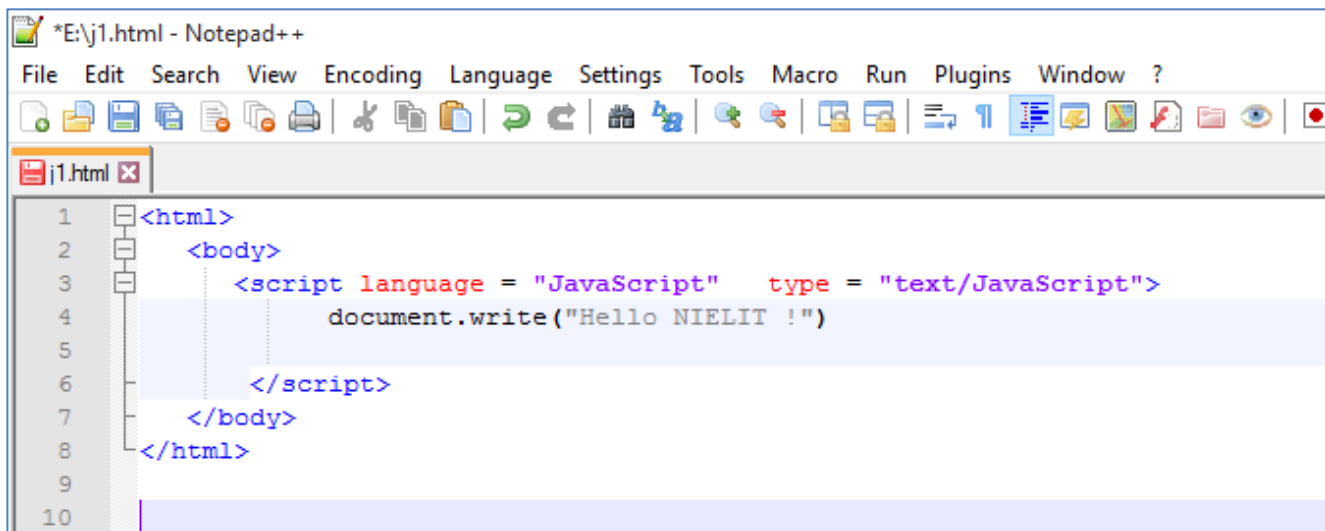 *E:\j1.html - Notepad++
File Edit Search View Encoding Language Settings Tools Macro Run Plugins Window ?
j1.html
1 <html>
2 <body>
3 <script language = "JavaScript" type = "text/JavaScript">
4 document.write("Hello NIELIT !")
5
6 </script>
7 </body>
8 </html>
9
10